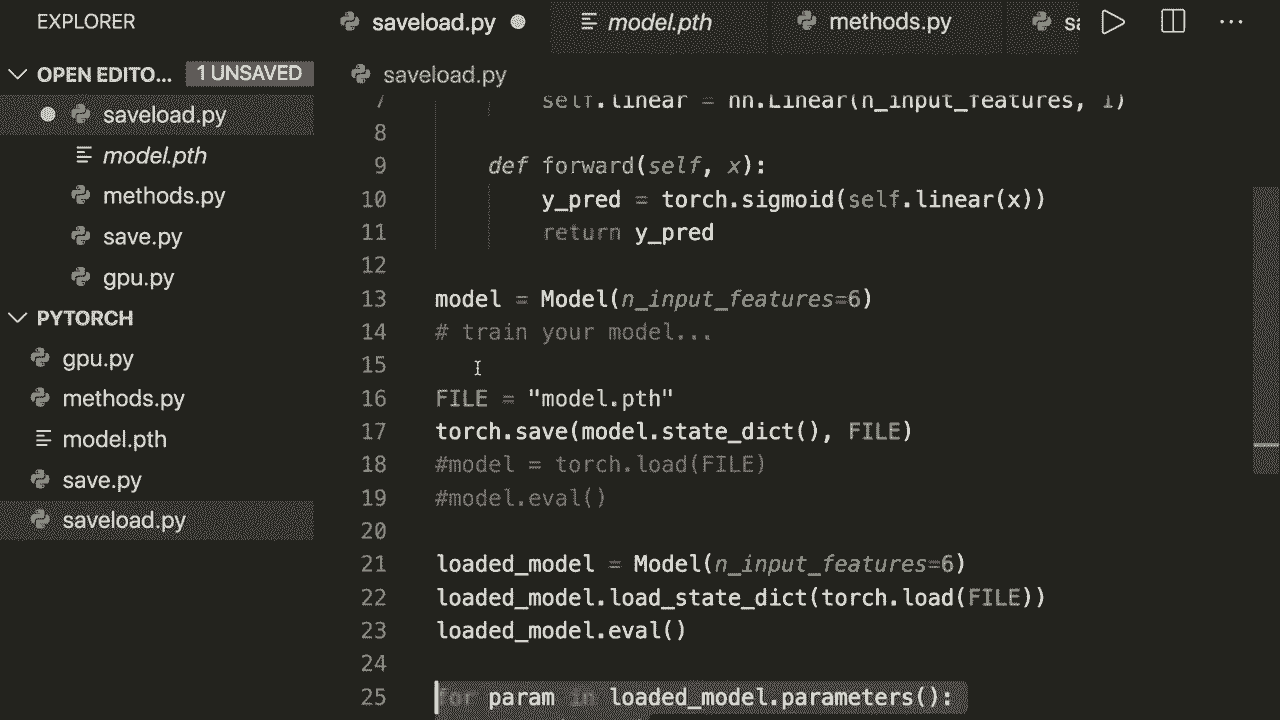 EXPLORER
OPEN EDITO... 1 UNSAVED
saveload.py
model.pth
methods.py
save.py
gpu.py
PYTORCH
gpu.py
methods.py
model.pth
save.py
saveload.py
saveload.py model.pth methods.py sa
saveload.py
7 self.linear = nn.Linear(n_input_features, 1)
8
9 def forward(self, x):
10 y_pred = torch.sigmoid(self.linear(x))
11 return y_pred
12
13 model = Model(n_input_features=6)
14 # train your model...
15
16 FILE = "model.pth"
17 torch.save(model.state_dict(), FILE)
18 #model = torch.load(FILE)
19 #model.eval()
20
21 loaded_model = Model(n_input_features=6)
22 loaded_model.load_state_dict(torch.load(FILE))
23 loaded_model.eval()
24
25 for param in loaded_model.parameters():